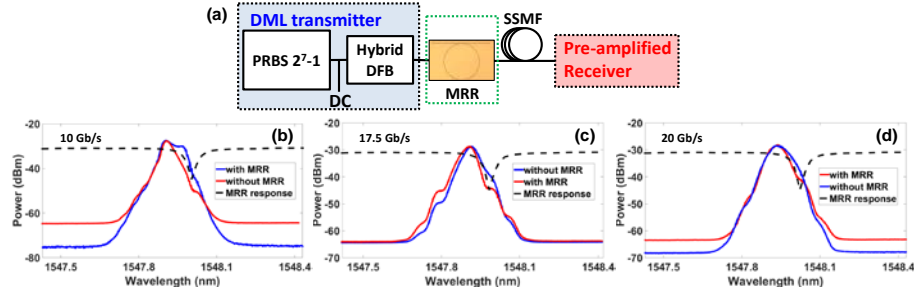 (a)
DML transmitter
PRBS 2⁷-1
Hybrid
DFB
DC
MRR
SSMF
Pre-amplified
Receiver
(b)
10 Gb/s
with MRR
without MRR
MRR response
Power (dBm)
-20
-40
-60
-80
1547.5
1547.8
1548.1
1548.4
Wavelength (nm)
(c)
17.5 Gb/s
with MRR
without MRR
MRR response
Power (dBm)
-20
-30
-40
-50
-60
-70
1547.5
1547.8
1548.1
1548.4
Wavelength (nm)
(d)
20 Gb/s
with MRR
without MRR
MRR response
Power (dBm)
-20
-30
-40
-50
-60
-70
1547.5
1547.8
1548.1
1548.4
Wavelength (nm)